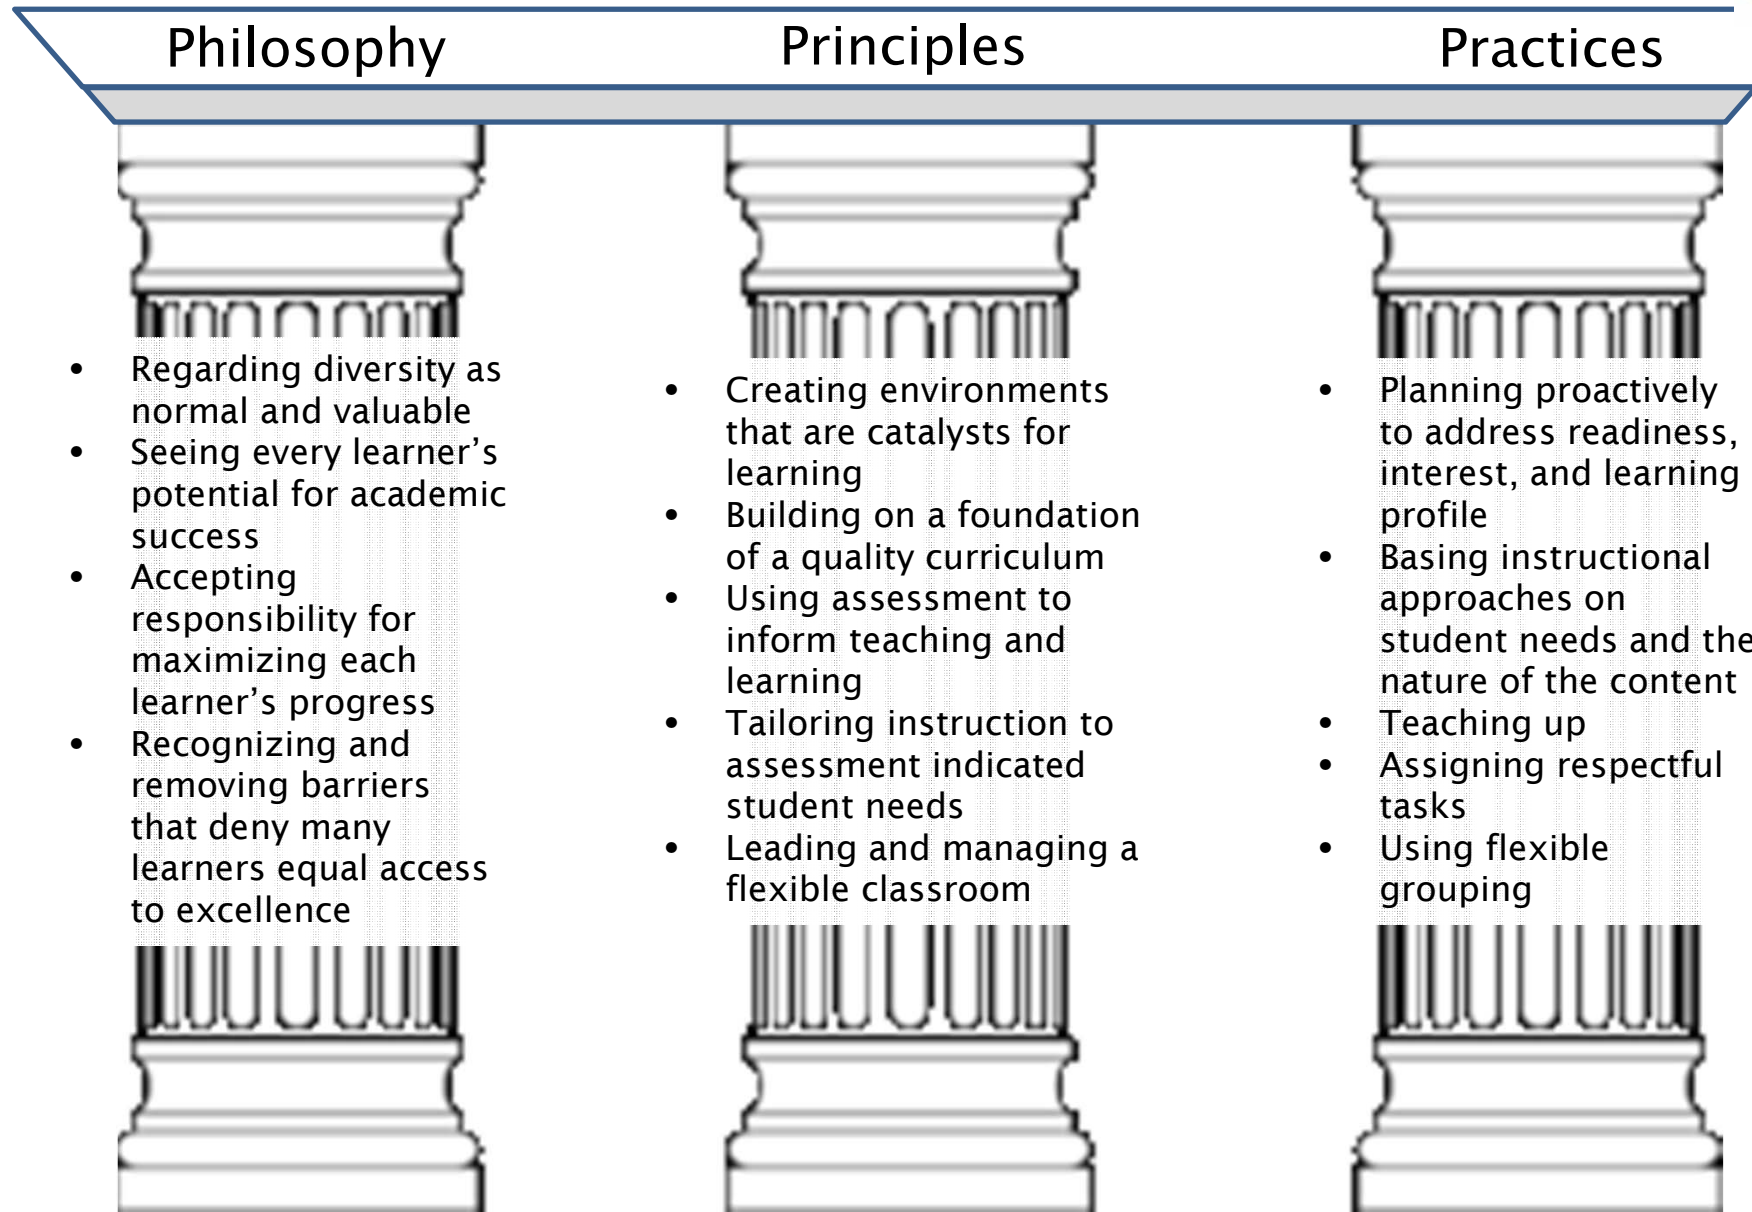 Philosophy
Principles
Practices
• Regarding diversity as
normal and valuable
• Seeing every learner’s
potential for academic
success
• Accepting
responsibility for
maximizing each
learner’s progress
• Recognizing and
removing barriers
that deny many
learners equal access
to excellence
• Creating environments
that are catalysts for
learning
• Building on a foundation
of a quality curriculum
• Using assessment to
inform teaching and
learning
• Tailoring instruction to
assessment indicated
student needs
• Leading and managing a
flexible classroom
• Planning proactively
to address readiness,
interest, and learning
profile
• Basing instructional
approaches on
student needs and the
nature of the content
• Teaching up
• Assigning respectful
tasks
• Using flexible
grouping